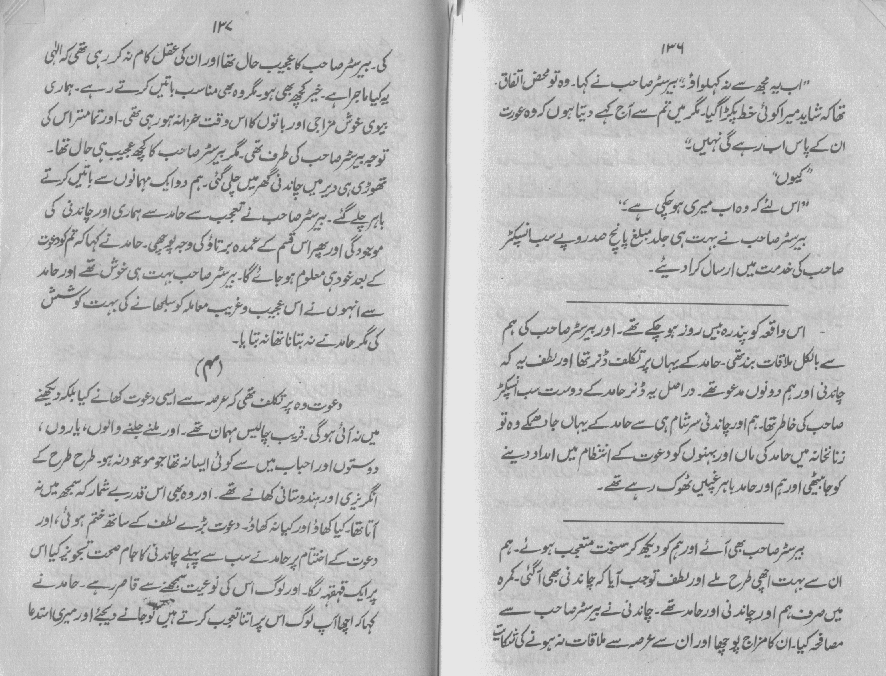 ۱۳۶
"اب یہ مجھ سے نہ کہلواؤ۔" بیرسٹر صاحب نے کہا۔ وہ تو محض اتفاق
تھا کہ شاید میرا کوئی خط پکڑا گیا۔ مگر میں تم سے آج کہے دیتا ہوں کہ وہ عورت
ان کے پاس اب رہے گی نہیں۔"
"کیوں"
"اس لئے کہ وہ اب میری ہو چکی ہے۔"
بیرسٹر صاحب نے بہت ہی جلد مبلغ پانچ صد روپے سب انسپکٹر
صاحب کی خدمت میں ارسال کرا دیئے۔
اس واقعہ کو پندرہ بیس روز ہو چکے تھے۔ اور بیرسٹر صاحب کی ہم
سے بالکل ملاقات بند تھی۔ حامد کے یہاں پر تکلف ڈنر تھا اور لطف یہ کہ
چاندنی اور ہم دونوں مدعو تھے۔ دراصل یہ ڈنر حامد کے دوست سب انسپکٹر
صاحب کی خاطر تھا۔ ہم اور چاندنی سر شام ہی سے حامد کے یہاں جا دھمکے وہ تو
زنانخانہ میں حامد کی ماں اور بہنوں کو دعوت کے انتظام میں امداد دینے
کو جا بیٹھی اور ہم اور حامد باہر غپیں ٹھوک رہے تھے۔
بیرسٹر صاحب بھی آئے اور ہم کو دیکھ کر سخت متعجب ہوئے۔ ہم
ان سے بہت اچھی طرح ملے اور لطف تو جب آیا کہ چاندنی بھی آ گئی۔ کمرہ
میں صرف ہم اور چاندنی اور حامد تھے۔ چاندنی نے بیرسٹر صاحب سے
مصافحہ کیا۔ ان کا مزاج پوچھا اور ان سے عرصہ سے ملاقات نہ ہونے کی شکایت
۱۳۷
کی۔ بیرسٹر صاحب کا عجیب حال تھا اور ان کی عقل کام نہ کر رہی تھی کہ الٰہی
یہ کیا ماجرا ہے۔ خیر کچھ بھی ہو۔ مگر وہ بھی مناسب باتیں کرتے رہے۔ ہماری
بیوی خوش مزاجی اور باتوں کا اس وقت خزانہ ہو رہی تھی۔ اور تمامتر اس کی
توجہ بیرسٹر صاحب کی طرف تھی۔ مگر بیرسٹر صاحب کا کچھ عجیب ہی حال تھا۔
تھوڑی ہی دیر میں چاندنی گھر میں چلی گئی۔ ہم دو ایک مہمانوں سے باتیں کرتے
باہر چلے گئے۔ بیرسٹر صاحب نے تعجب سے حامد سے ہماری اور چاندنی کی
موجودگی اور پھر اس قسم کے عمدہ برتاؤ کی وجہ پوچھی۔ حامد نے کہا کہ تم کو دعوت
کے بعد خود ہی معلوم ہو جائے گا۔ بیرسٹر صاحب بہت ہی خوش تھے اور حامد
سے انہوں نے اس عجیب و غریب معاملہ کو سلجھانے کی بہت کوشش
کی مگر حامد نے نہ بتانا تھا نہ بتایا۔
(۴)
دعوت وہ پر تکلف تھی کہ عرصہ سے ایسی دعوت کھانے کیا بلکہ دیکھنے
میں نہ آئی ہو گی۔ قریب چالیس مہمان تھے۔ اور ملنے جلنے والوں، یاروں،
دوستوں اور احباب میں سے کوئی ایسا نہ تھا جو موجود نہ ہو۔ طرح طرح کے
انگریزی اور ہندوستانی کھانے تھے۔ اور وہ بھی اس قدر بے شمار کہ سمجھ میں نہ
آتا تھا۔ کیا کھاؤ اور کیا نہ کھاؤ۔ دعوت بڑے لطف کے ساتھ ختم ہوئی، اور
دعوت کے اختتام پر حامد نے سب سے پہلے چاندنی کا جام صحت تجویز کیا اس
پر ایک قہقہہ لگا۔ اور لوگ اس کی نوعیت سمجھنے سے قاصر رہے۔ حامد نے
کہا کہ اچھا آپ لوگ اس پر اتنا تعجب کرتے ہیں تو جانے دیجئے اور میری استدعا